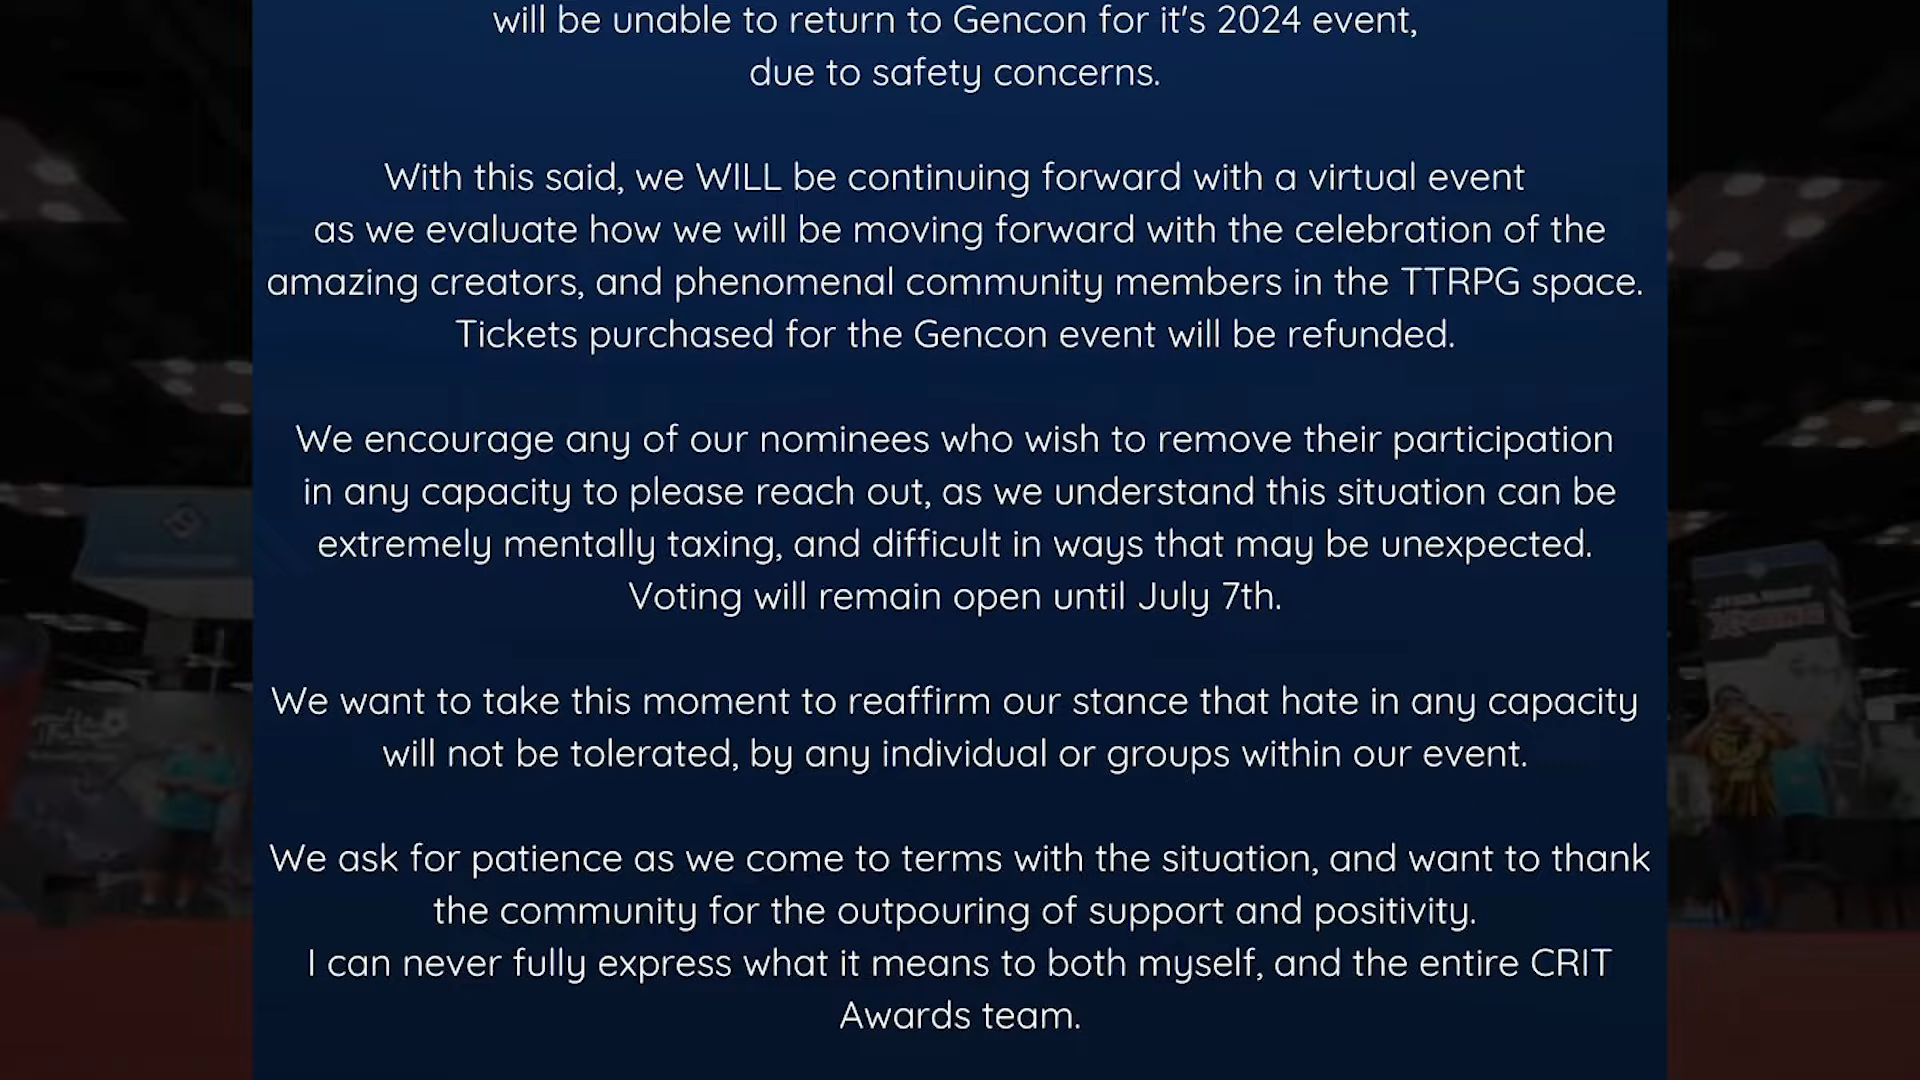 will be unable to return to Gencon for it's 2024 event,
due to safety concerns.
With this said, we WILL be continuing forward with a virtual event
as we evaluate how we will be moving forward with the celebration of the
amazing creators, and phenomenal community members in the TTRPG space.
Tickets purchased for the Gencon event will be refunded.
We encourage any of our nominees who wish to remove their participation
in any capacity to please reach out, as we understand this situation can be
extremely mentally taxing, and difficult in ways that may be unexpected.
Voting will remain open until July 7th.
We want to take this moment to reaffirm our stance that hate in any capacity
will not be tolerated, by any individual or groups within our event.
We ask for patience as we come to terms with the situation, and want to thank
the community for the outpouring of support and positivity.
I can never fully express what it means to both myself, and the entire CRIT
Awards team.